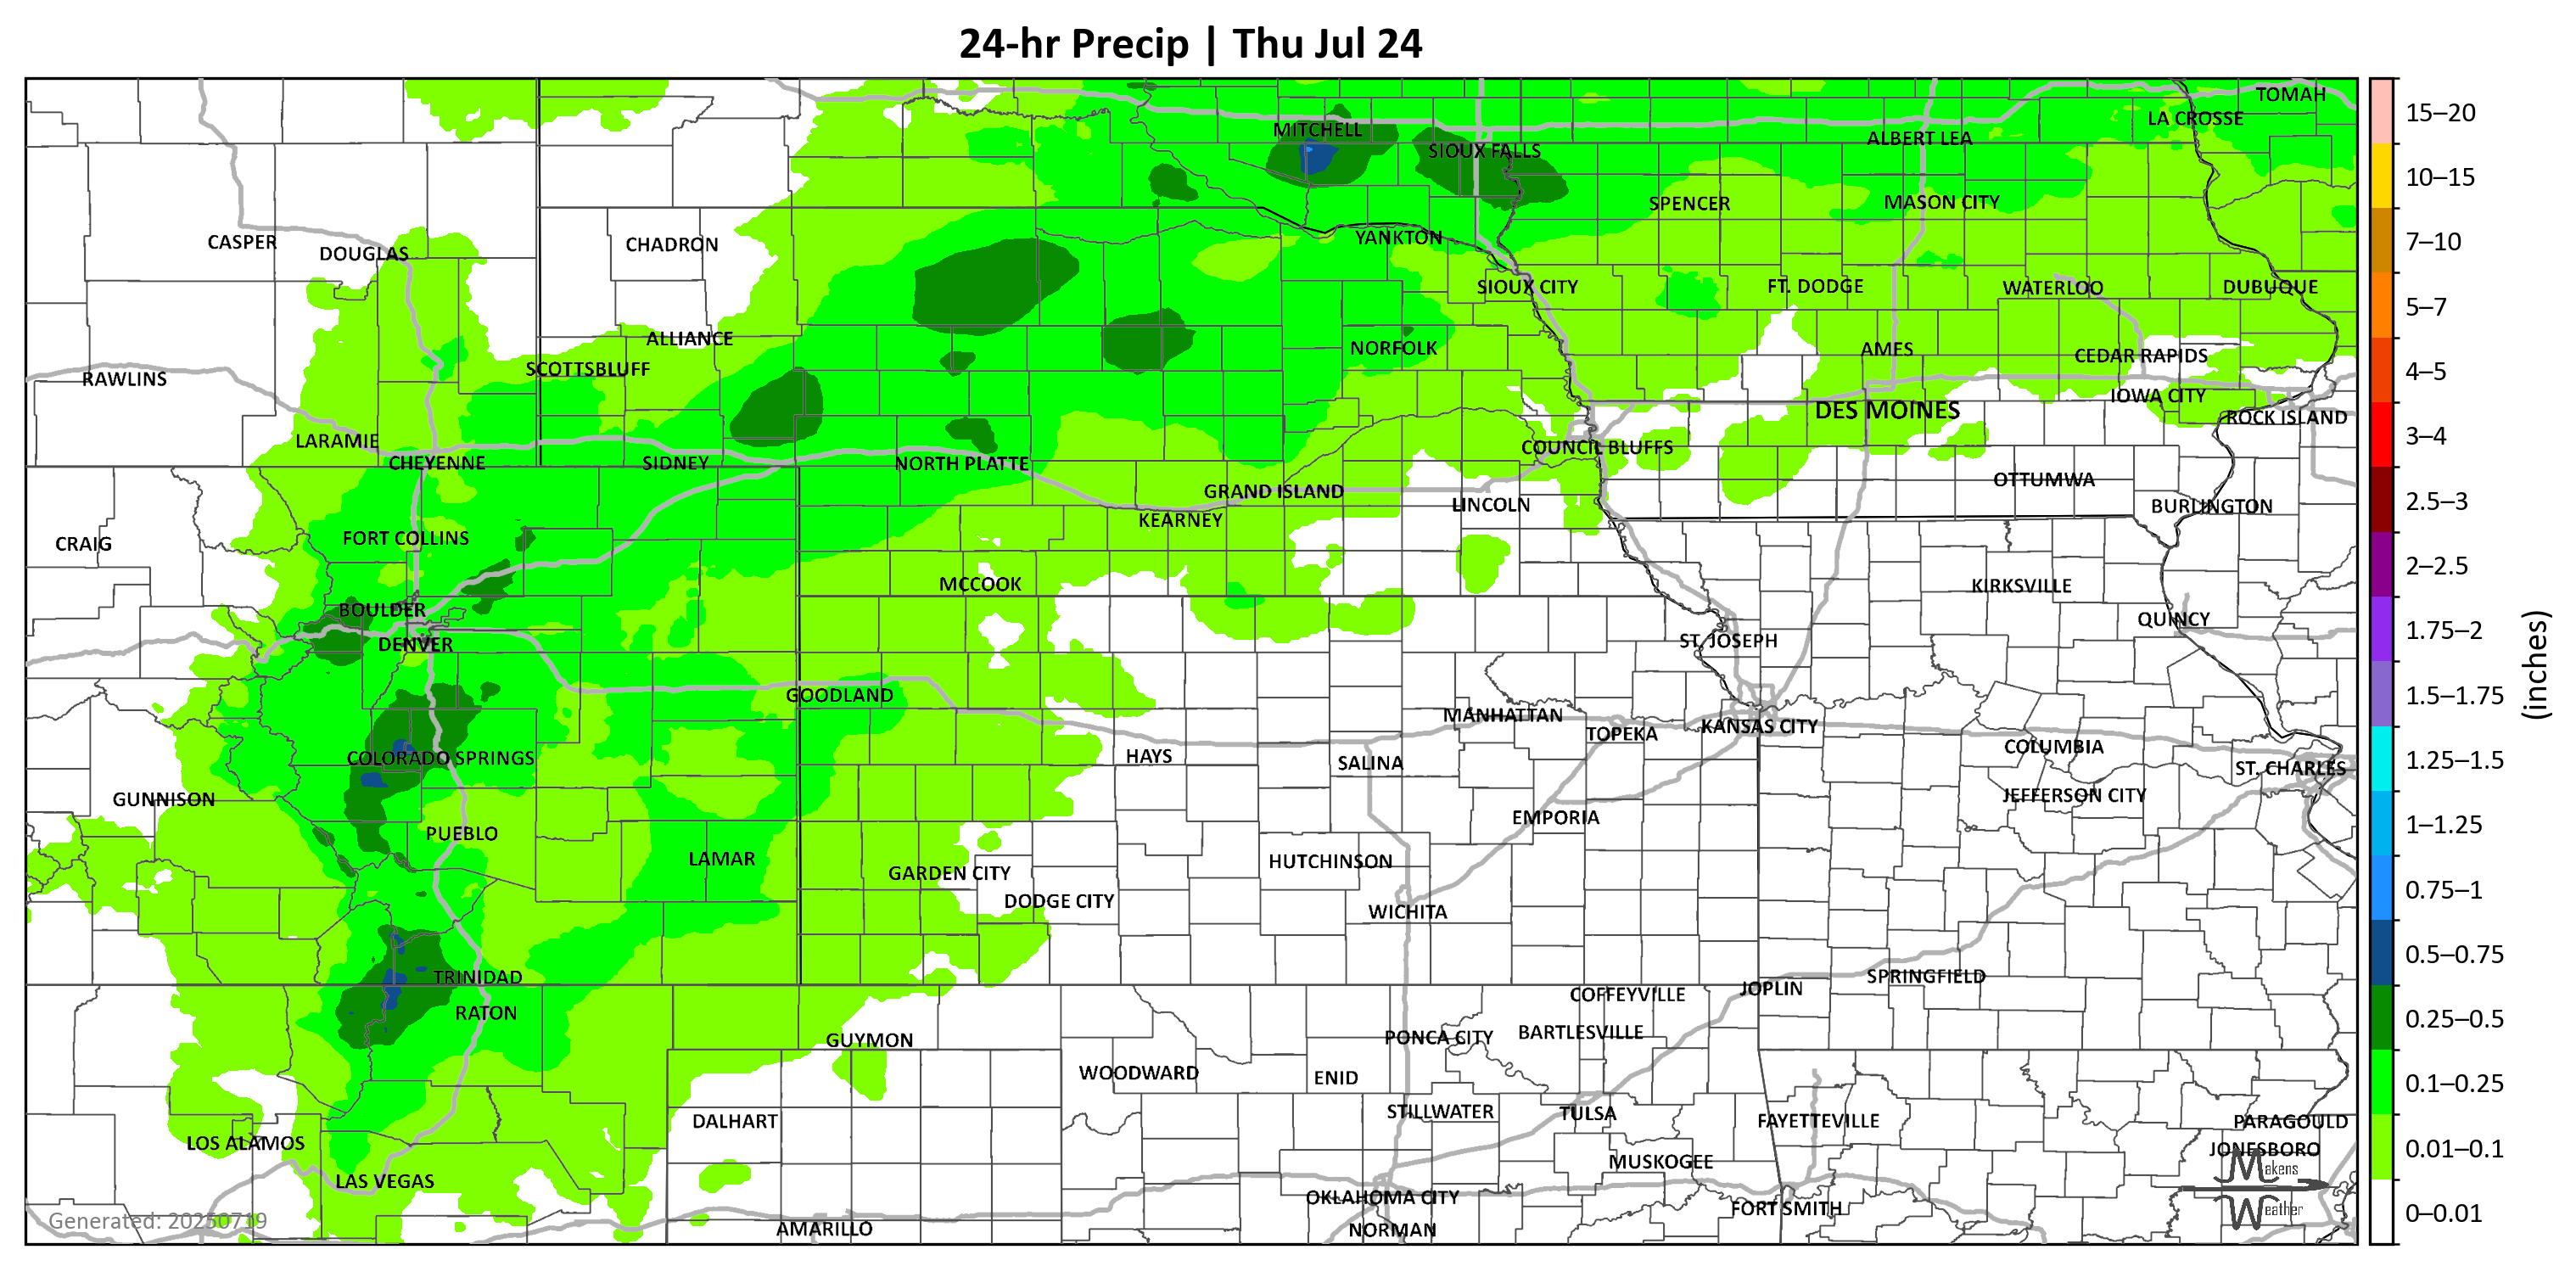 24-hr Precip | Thu Jul 24
TOMAH
15–20
LA CROSSE
MITCHELL
ALBERT LEA
SIOUX FALLS
10–15
SPENCER
MASON CITY
YANKTON
CASPER
CHADRON
7–10
DOUGLAS
SIOUX CITY
FT. DODGE
WATERLOO
DUBUQUE
5–7
ALLIANCE
NORFOLK
AMES
CEDAR RAPIDS
SCOTTSBLUFF
4–5
RAWLINS
IOWA CITY
DES MOINES
ROCK ISLAND
3–4
LARAMIE
COUNCIL BLUFFS
CHEYENNE
SIDNEY
NORTH PLATTE
OTTUMWA
GRAND ISLAND
2.5–3
LINCOLN
BURLINGTON
KEARNEY
FORT COLLINS
CRAIG
2–2.5
MCCOOK
KIRKSVILLE
BOULDER
QUINCY
1.75–2
DENVER
ST. JOSEPH
(inches)
GOODLAND
1.5–1.75
MANHATTAN
KANSAS CITY
TOPEKA
COLUMBIA
COLORADO SPRINGS
HAYS
SALINA
1.25–1.5
ST. CHARLES
GUNNISON
JEFFERSON CITY
EMPORIA
1–1.25
PUEBLO
LAMAR
HUTCHINSON
GARDEN CITY
0.75–1
DODGE CITY
WICHITA
0.5–0.75
TRINIDAD
SPRINGFIELD
JOPLIN
COFFEYVILLE
RATON
0.25–0.5
BARTLESVILLE
GUYMON
PONCA CITY
WOODWARD
ENID
0.1–0.25
STILLWATER
TULSA
DALHART
FAYETTEVILLE
PARAGOULD
LOS ALAMOS
JONESBORO
0.01–0.1
MUSKOGEE
Makens
LAS VEGAS
OKLAHOMA CITY
FORT SMITH
Weather
0–0.01
Generated: 20250719
AMARILLO
NORMAN